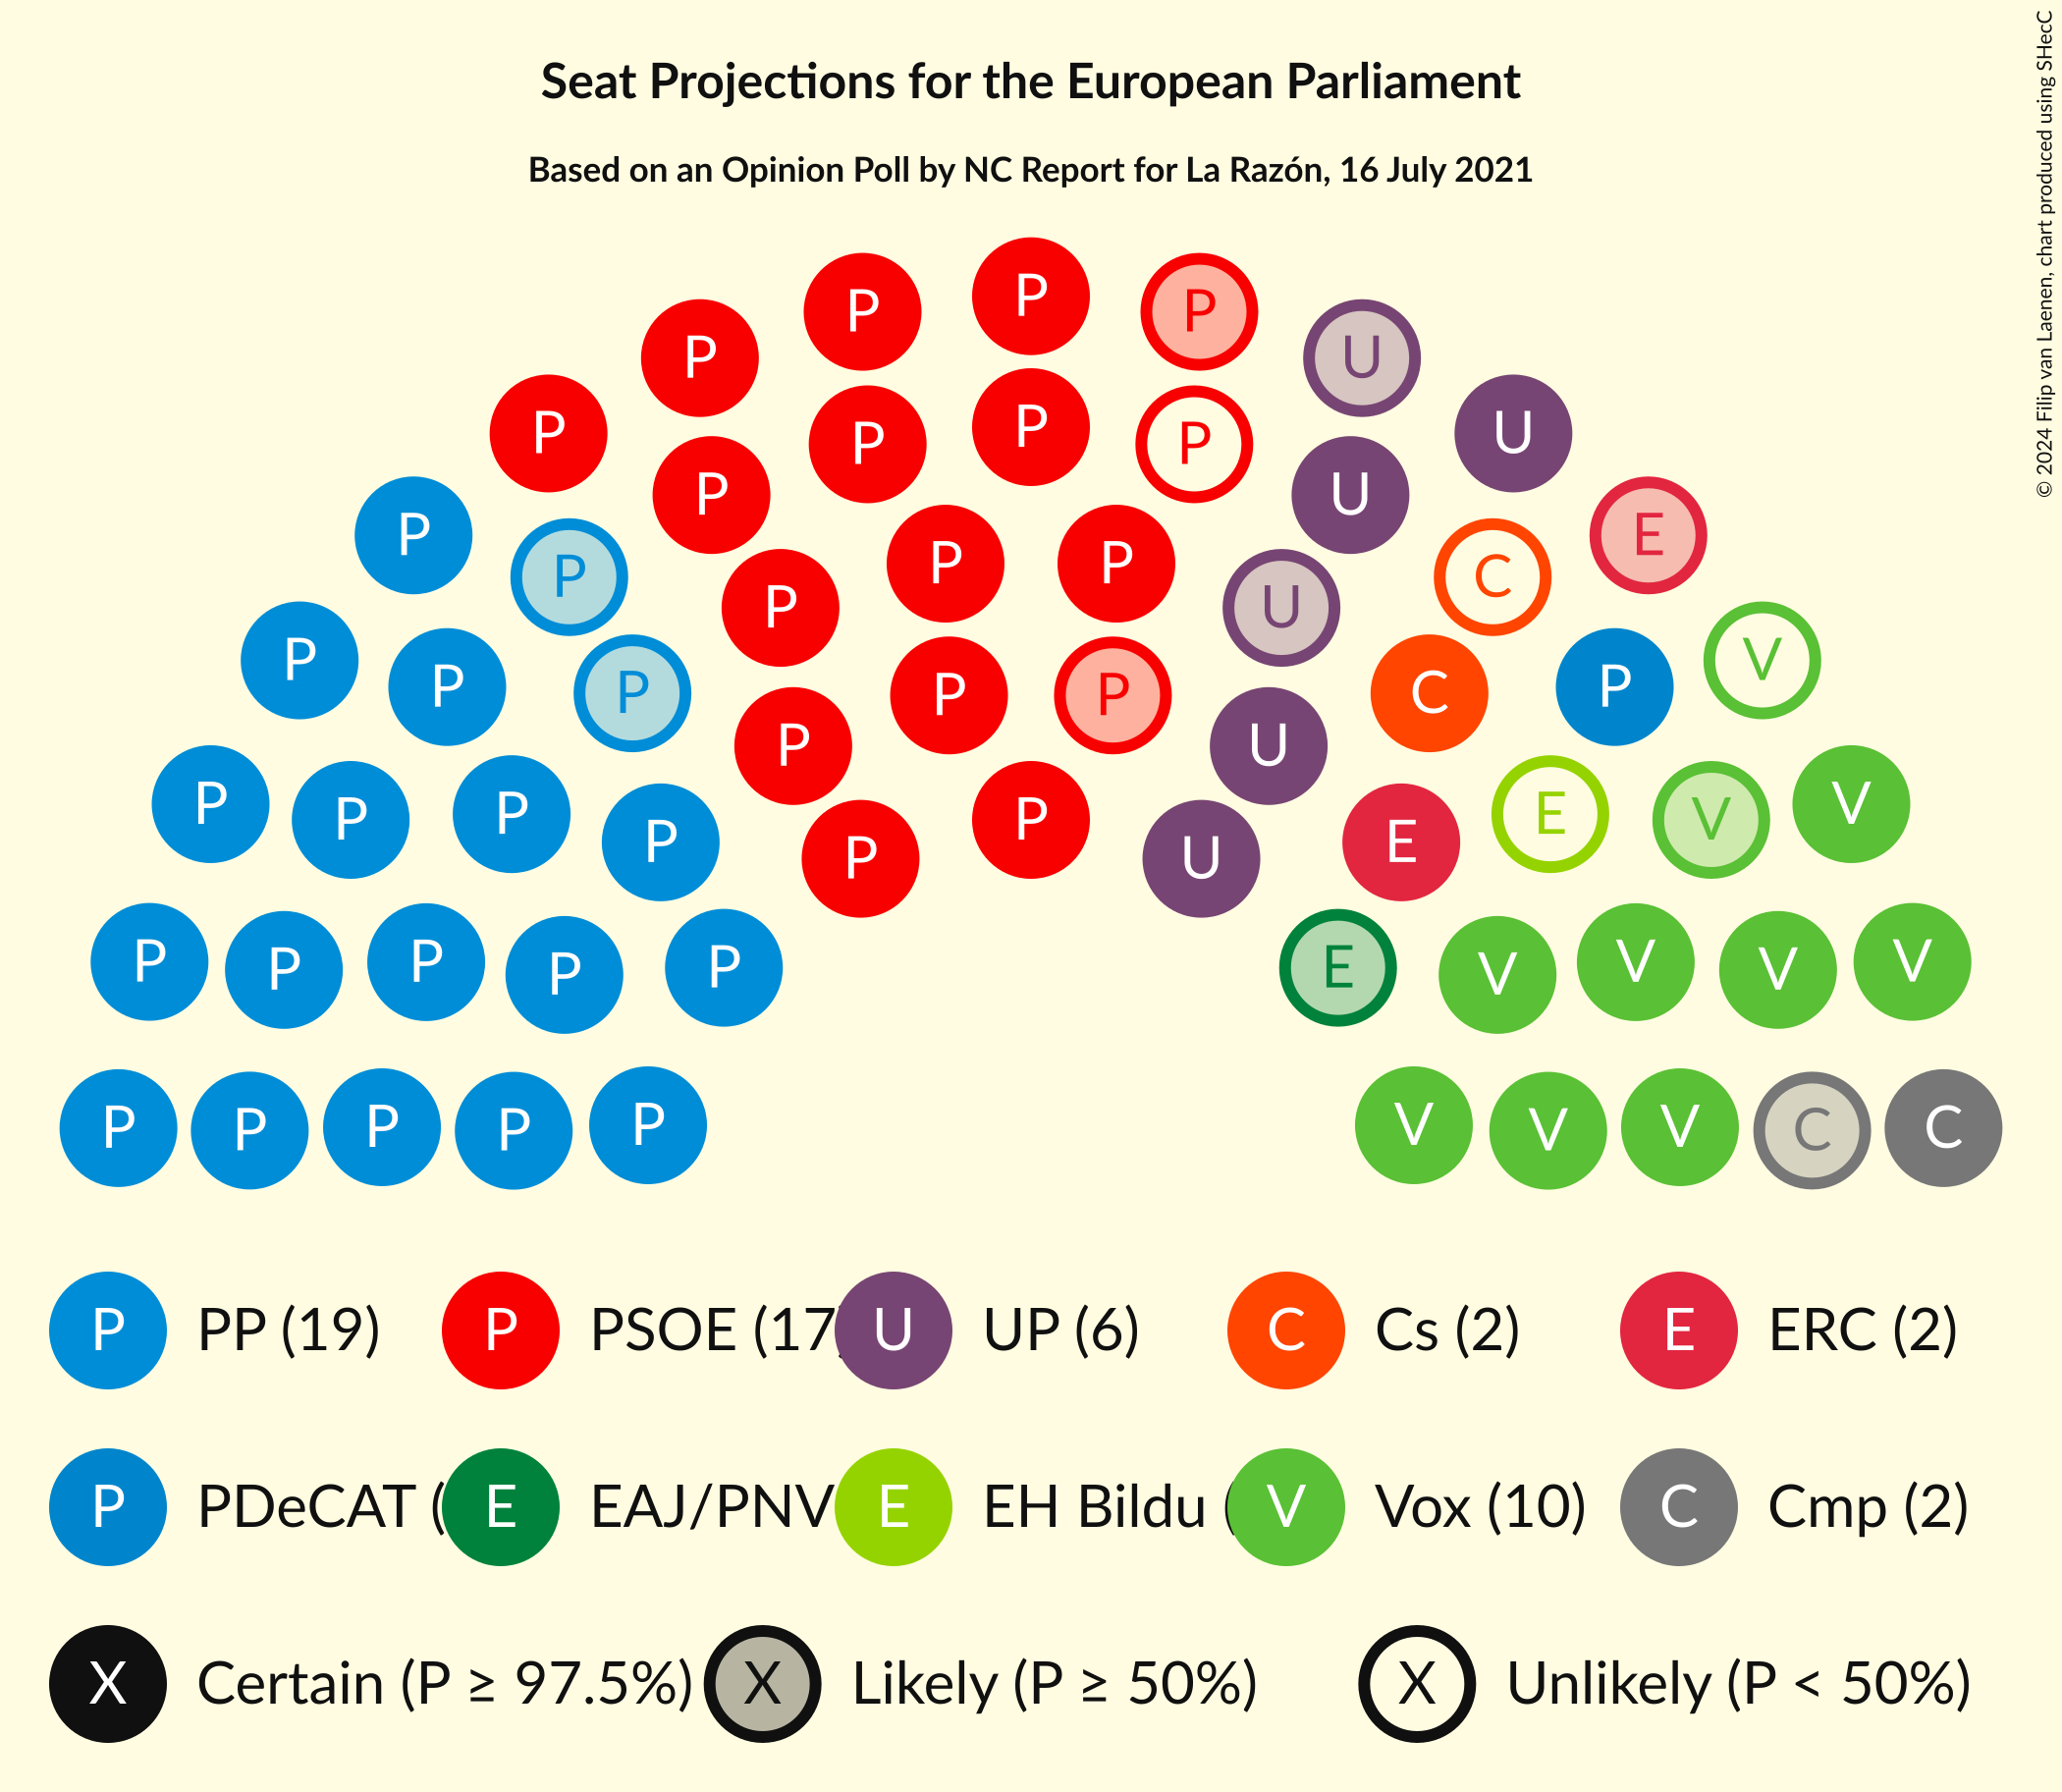 Seat Projections for the European Parliament
Based on an Opinion Poll by NC Report for La Razón, 16 July 2021
© 2024 Filip van Laenen, chart produced using SHecC
P P P
P U
P P P P U
P P U
P P P E
P C
P U
P V
P P P P C P
P U
P P P P P V E V
P P U E
P P P P P E V V V V
P P P P P V V V C C
P PP (19) P PSOE (17 U UP (6) C Cs (2) E ERC (2)
P PDeCAT ( E EAJ/PNV E EH Bildu ( V Vox (10) C Cmp (2)
X Certain (P ≥ 97.5%) X Likely (P ≥ 50%) X Unlikely (P < 50%)